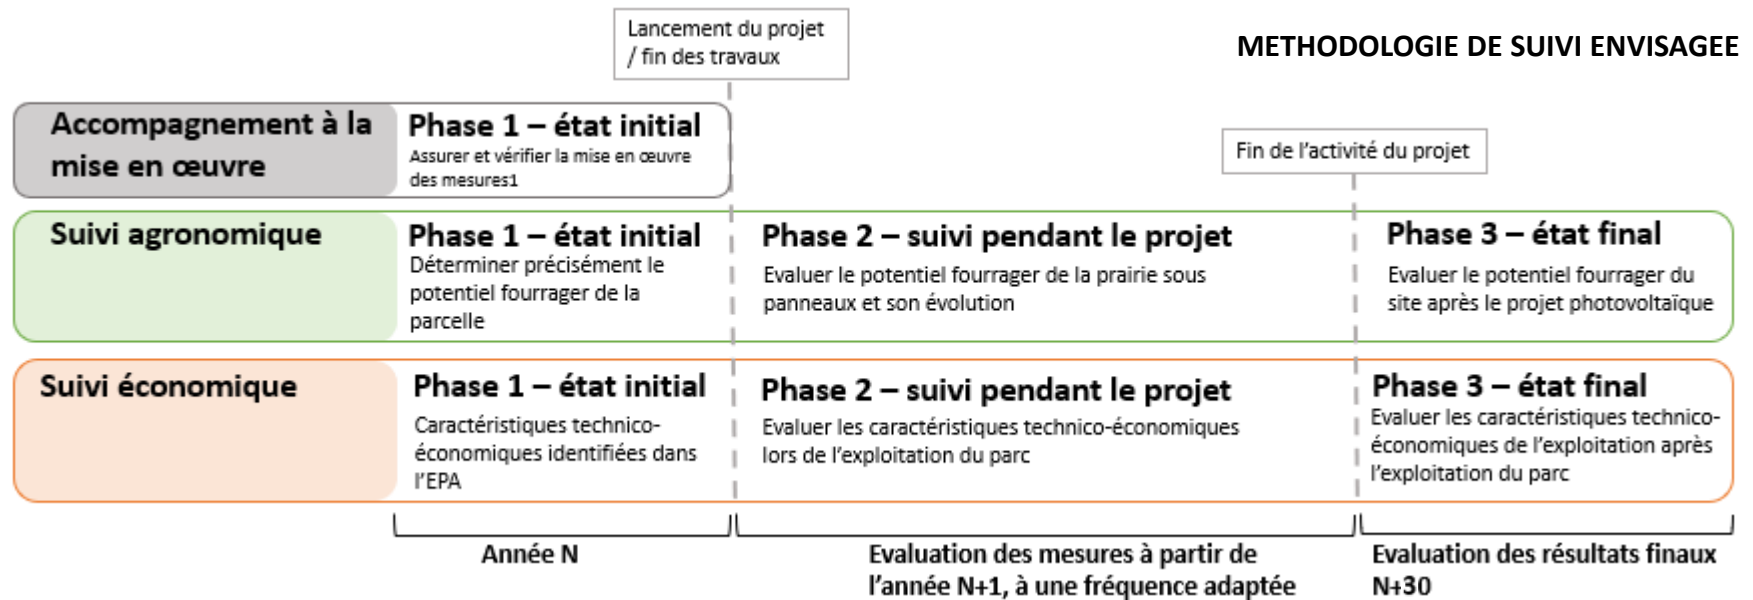 Lancement du projet
/ fin des travaux
METHODOLOGIE DE SUIVI ENVISAGEE
Fin de l'activité du projet
Accompagnement à la
mise en œuvre
Phase 1 – état initial
Assurer et vérifier la mise en œuvre
des mesures1
Suivi agronomique
Phase 1 – état initial
Déterminer précisément le
potentiel fourrager de la
parcelle
Phase 2 – suivi pendant le projet
Evaluer le potentiel fourrager de la prairie sous
panneaux et son évolution
Phase 3 – état final
Evaluer le potentiel fourrager du
site après le projet photovoltaïque
Suivi économique
Phase 1 – état initial
Caractéristiques technico-
économiques identifiées dans
l'EPA
Phase 2 – suivi pendant le projet
Evaluer les caractéristiques technico-économiques
lors de l'exploitation du parc
Phase 3 – état final
Evaluer les caractéristiques technico-
économiques de l'exploitation après
l'exploitation du parc
Année N
Evaluation des mesures à partir de
l'année N+1, à une fréquence adaptée
Evaluation des résultats finaux
N+30